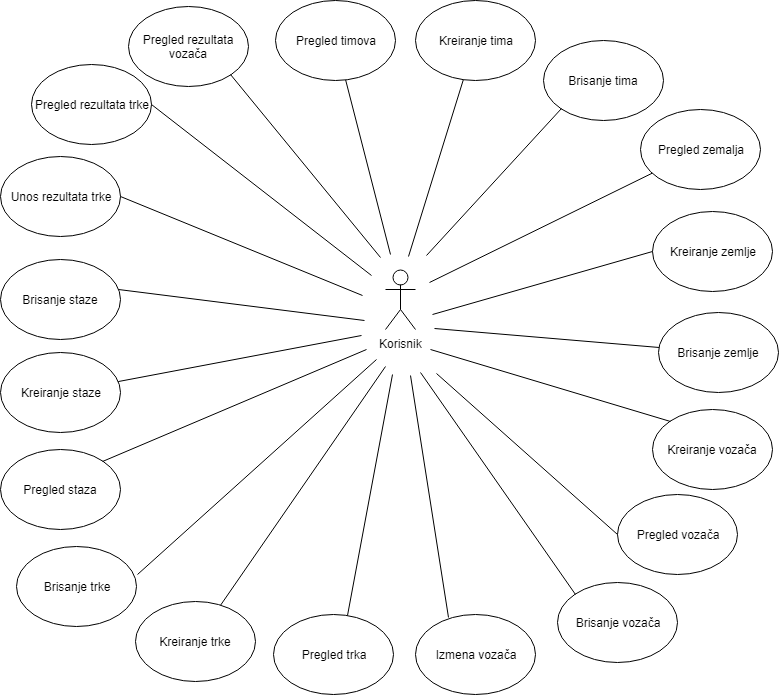 Pregled rezultata
vozača
Pregled timova
Kreiranje tima
Brisanje tima
Pregled rezultata trke
Pregled zemalja
Unos rezultata trke
Kreiranje zemlje
Brisanje staze
Korisnik
Brisanje zemlje
Kreiranje staze
Kreiranje vozača
Pregled staza
Pregled vozača
Brisanje trke
Brisanje vozača
Kreiranje trke
Pregled trka
Izmena vozača